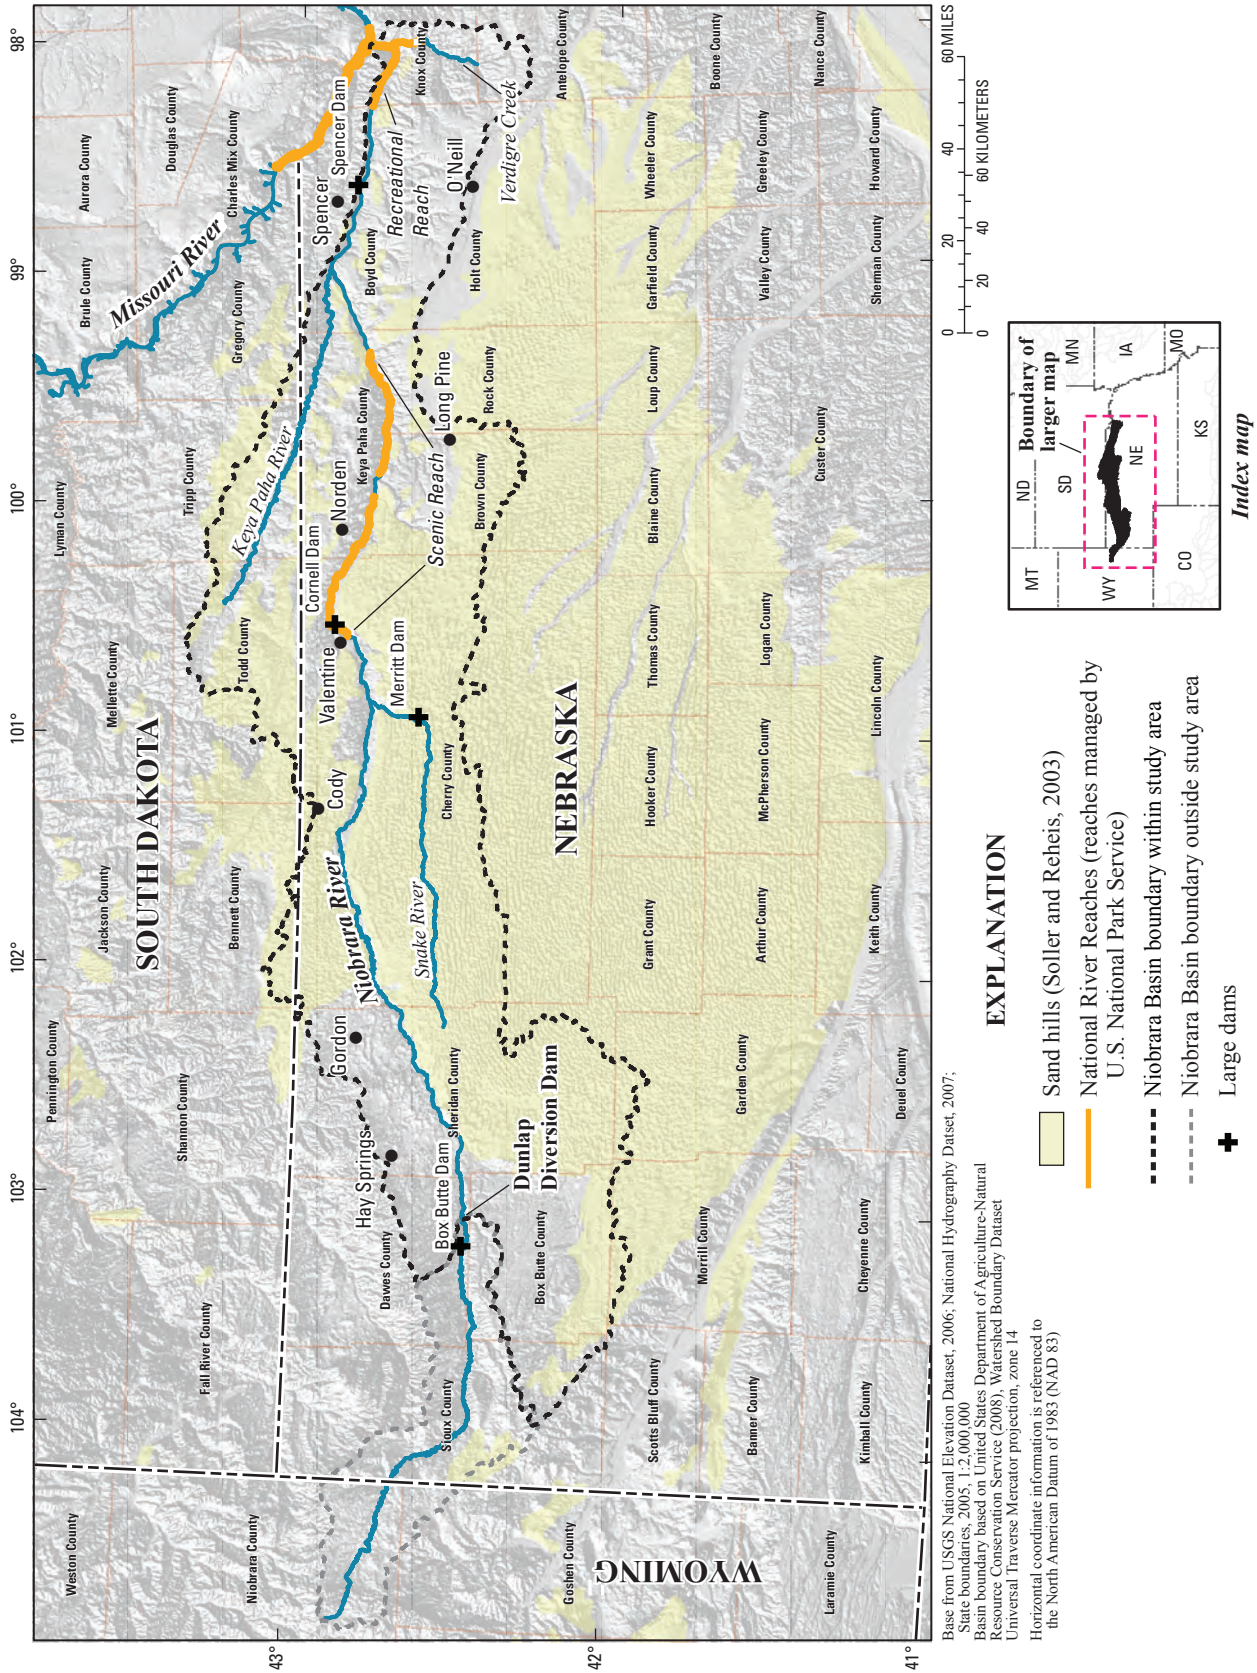 104°
103°
102°
101°
100°
99°
98°
43°
42°
41°
Weston County
Niobrara County
Goshen County
Laramie County
WYOMING
Fall River County
Shannon County
Pennington County
Jackson County
Bennett County
Mellette County
Todd County
Lyman County
Tripp County
Gregory County
Brule County
Aurora County
Douglas County
Charles Mix County
SOUTH DAKOTA
Missouri River
Keya Paha River
Niobrara River
Snake River
Verdigre Creek
Scenic Reach
Recreational
Reach
Hay Springs
Gordon
Cody
Valentine
Norden
Long Pine
Spencer
O'Neill
Box Butte Dam
Dunlap
Diversion Dam
Merritt Dam
Cornell Dam
Spencer Dam
NEBRASKA
Sioux County
Dawes County
Sheridan County
Cherry County
Keya Paha County
Brown County
Rock County
Boyd County
Holt County
Knox County
Antelope County
Box Butte County
Scotts Bluff County
Morrill County
Garden County
Grant County
Hooker County
Thomas County
Blaine County
Loup County
Garfield County
Wheeler County
Boone County
Banner County
Arthur County
McPherson County
Logan County
Custer County
Valley County
Greeley County
Nance County
Kimball County
Cheyenne County
Deuel County
Keith County
Lincoln County
Sherman County
Howard County
Base from USGS National Elevation Dataset, 2006; National Hydrography Datset, 2007;
State boundaries, 2005, 1:2,000,000
Basin boundary based on United States Department of Agriculture-Natural
Resource Conservation Service (2008), Watershed Boundary Dataset
Universal Traverse Mercator projection, zone 14
Horizontal coordinate information is referenced to
the North American Datum of 1983 (NAD 83)
0 20 40 60 MILES
0 20 40 60 KILOMETERS
EXPLANATION
Sand hills (Soller and Reheis, 2003)
National River Reaches (reaches managed by
U.S. National Park Service)
Niobrara Basin boundary within study area
Niobrara Basin boundary outside study area
Large dams
Boundary of
larger map
MT
ND
MN
SD
WY
NE
IA
CO
KS
MO
Index map